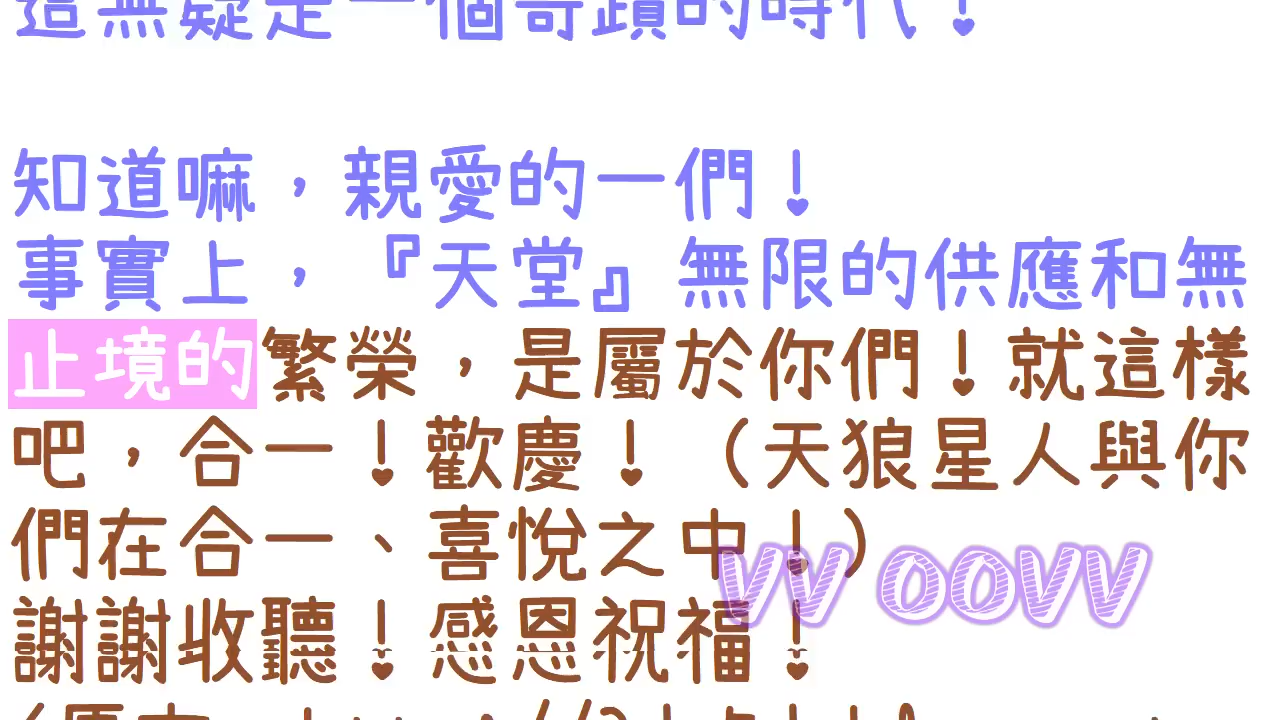 這無疑是一個奇蹟的時代！
知道嘛，親愛的一們！
事實上，『天堂』無限的供應和無
止境的繁榮，是屬於你們！就這樣
吧，合一！歡慶！（天狼星人與你
們在合一、喜悅之中！）
VV OOVV
謝謝收聽！感恩祝福！